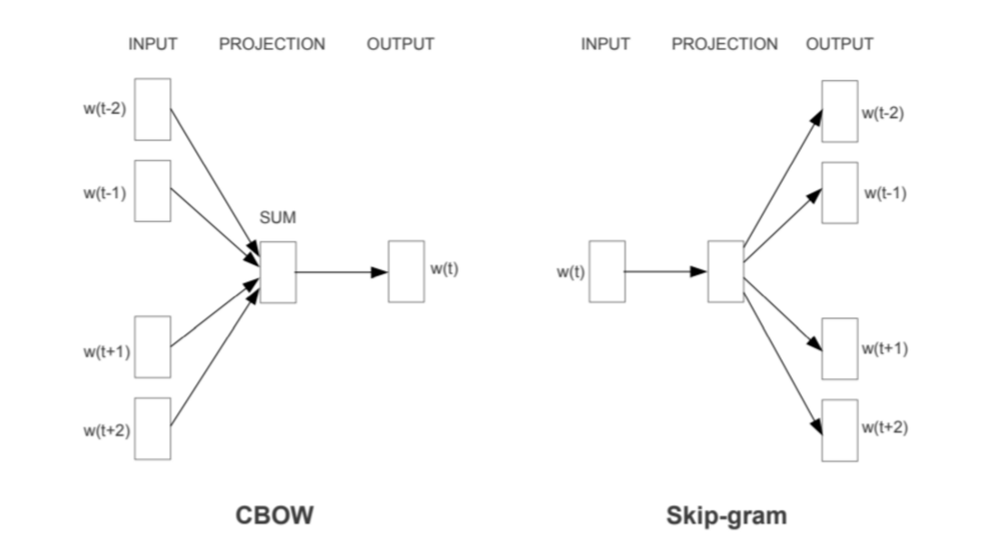 INPUT PROJECTION OUTPUT
w(t-2)
w(t-1)
SUM
w(t)
w(t+1)
w(t+2)
CBOW
INPUT PROJECTION OUTPUT
w(t-2)
w(t-1)
w(t)
w(t+1)
w(t+2)
Skip-gram